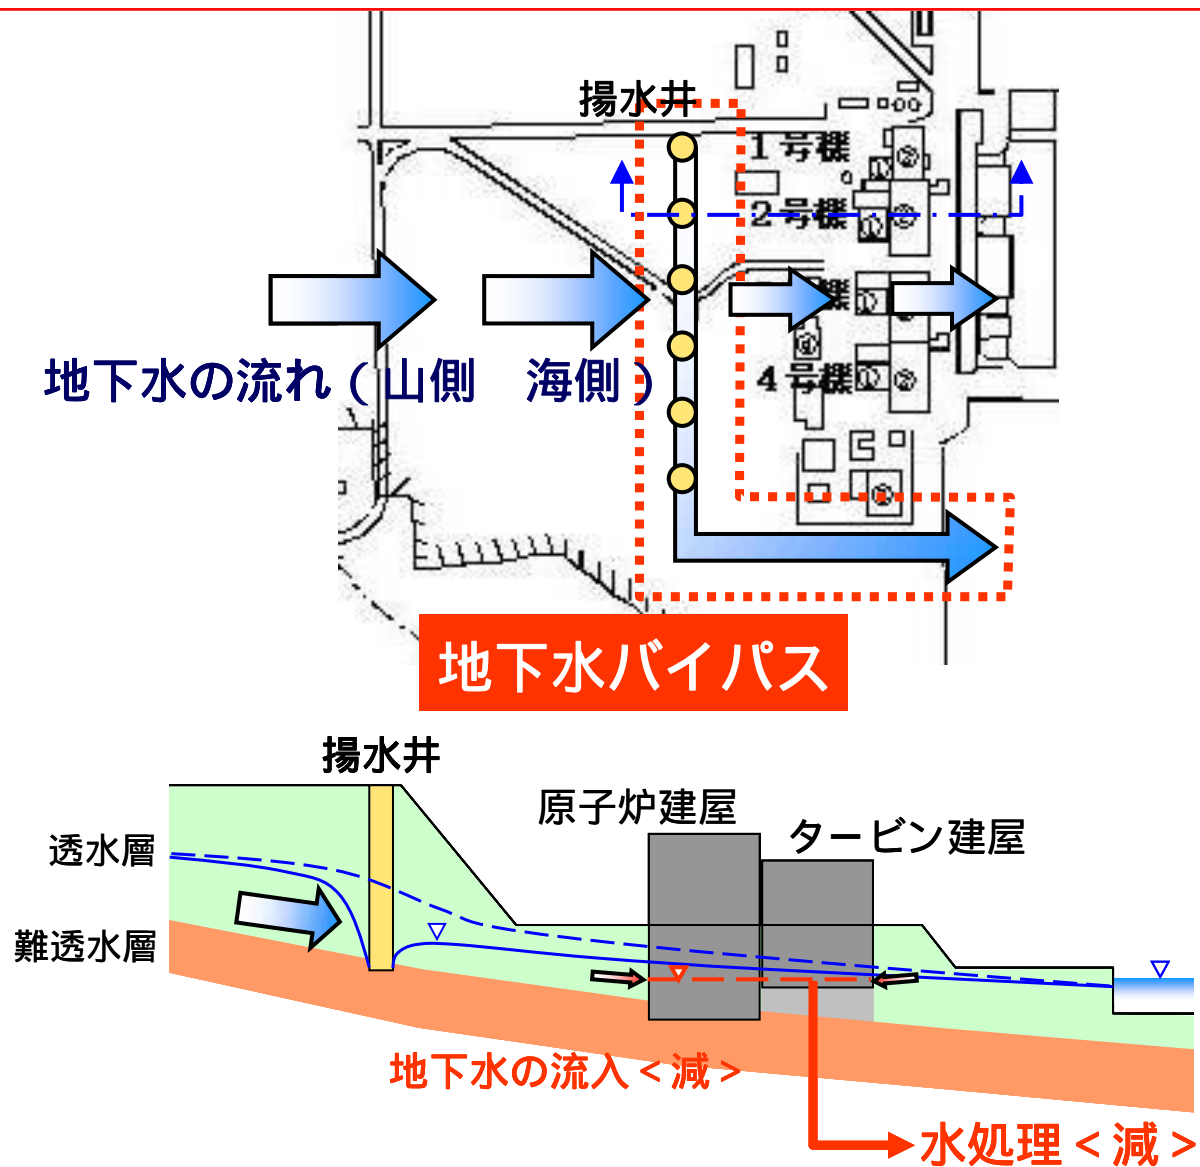 揚水井
1号機
2号機
機
4号機
地下水の流れ(山側 海側)
地下水バイパス
揚水井
原子炉建屋
タービン建屋
透水層
難透水層
地下水の流入<減>
水処理<減>